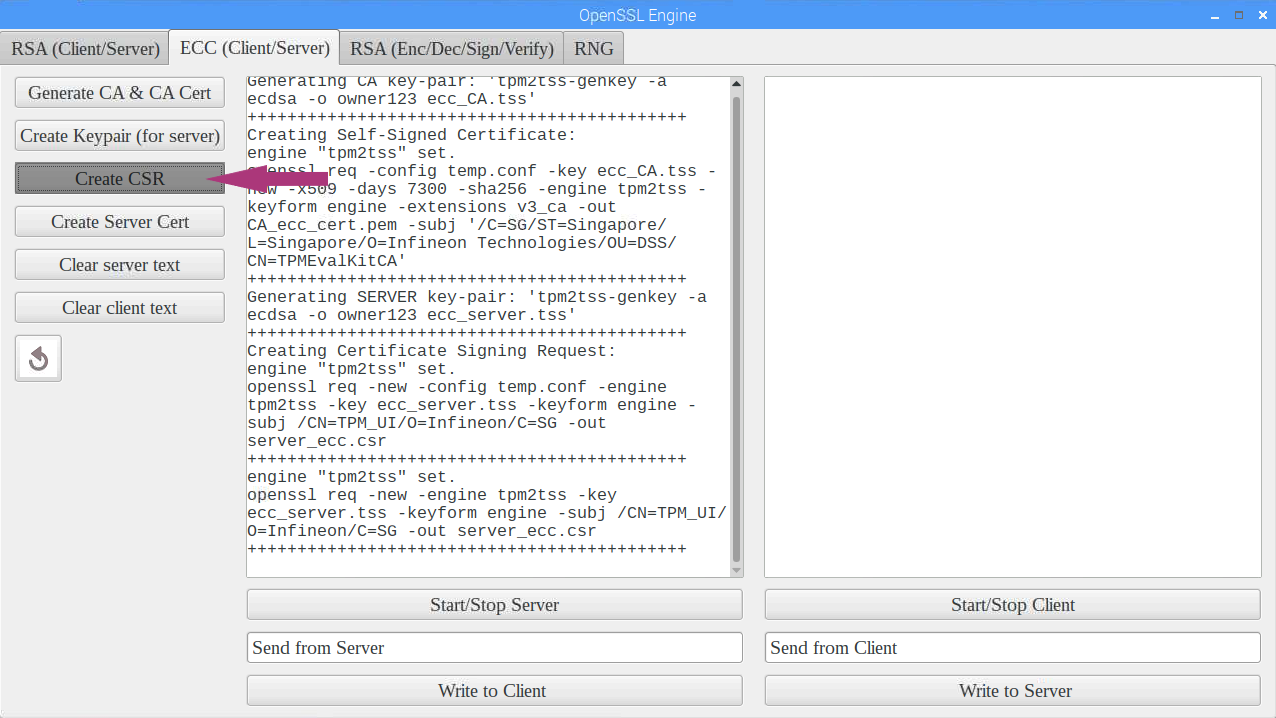 OpenSSL Engine
RSA (Client/Server)
ECC (Client/Server)
RSA (Enc/Dec/Sign/Verify)
RNG
Generate CA & CA Cert
Create Keypair (for server)
Create CSR
Create Server Cert
Clear server text
Clear client text
Generating CA key-pair: 'tpm2tss-genkey -a
ecdsa -o owner123 ecc_CA.tss'
++++++++++++++++++++++++++++++++++++++++++++
Creating Self-Signed Certificate:
engine "tpm2tss" set.
openssl req -config temp.conf -key ecc_CA.tss -
new -x509 -days 7300 -sha256 -engine tpm2tss -
keyform engine -extensions v3_ca -out
CA_ecc_cert.pem -subj '/C=SG/ST=Singapore/
L=Singapore/O=Infineon Technologies/OU=DSS/
CN=TPMEvalKitCA'
++++++++++++++++++++++++++++++++++++++++++++
Generating SERVER key-pair: 'tpm2tss-genkey -a
ecdsa -o owner123 ecc_server.tss'
++++++++++++++++++++++++++++++++++++++++++++
Creating Certificate Signing Request:
engine "tpm2tss" set.
openssl req -new -config temp.conf -engine
tpm2tss -key ecc_server.tss -keyform engine -
subj /CN=TPM_UI/O=Infineon/C=SG -out
server_ecc.csr
++++++++++++++++++++++++++++++++++++++++++++
engine "tpm2tss" set.
openssl req -new -engine tpm2tss -key
ecc_server.tss -keyform engine -subj /CN=TPM_UI/
O=Infineon/C=SG -out server_ecc.csr
++++++++++++++++++++++++++++++++++++++++++++
Start/Stop Server
Send from Server
Write to Client
Start/Stop Client
Send from Client
Write to Server